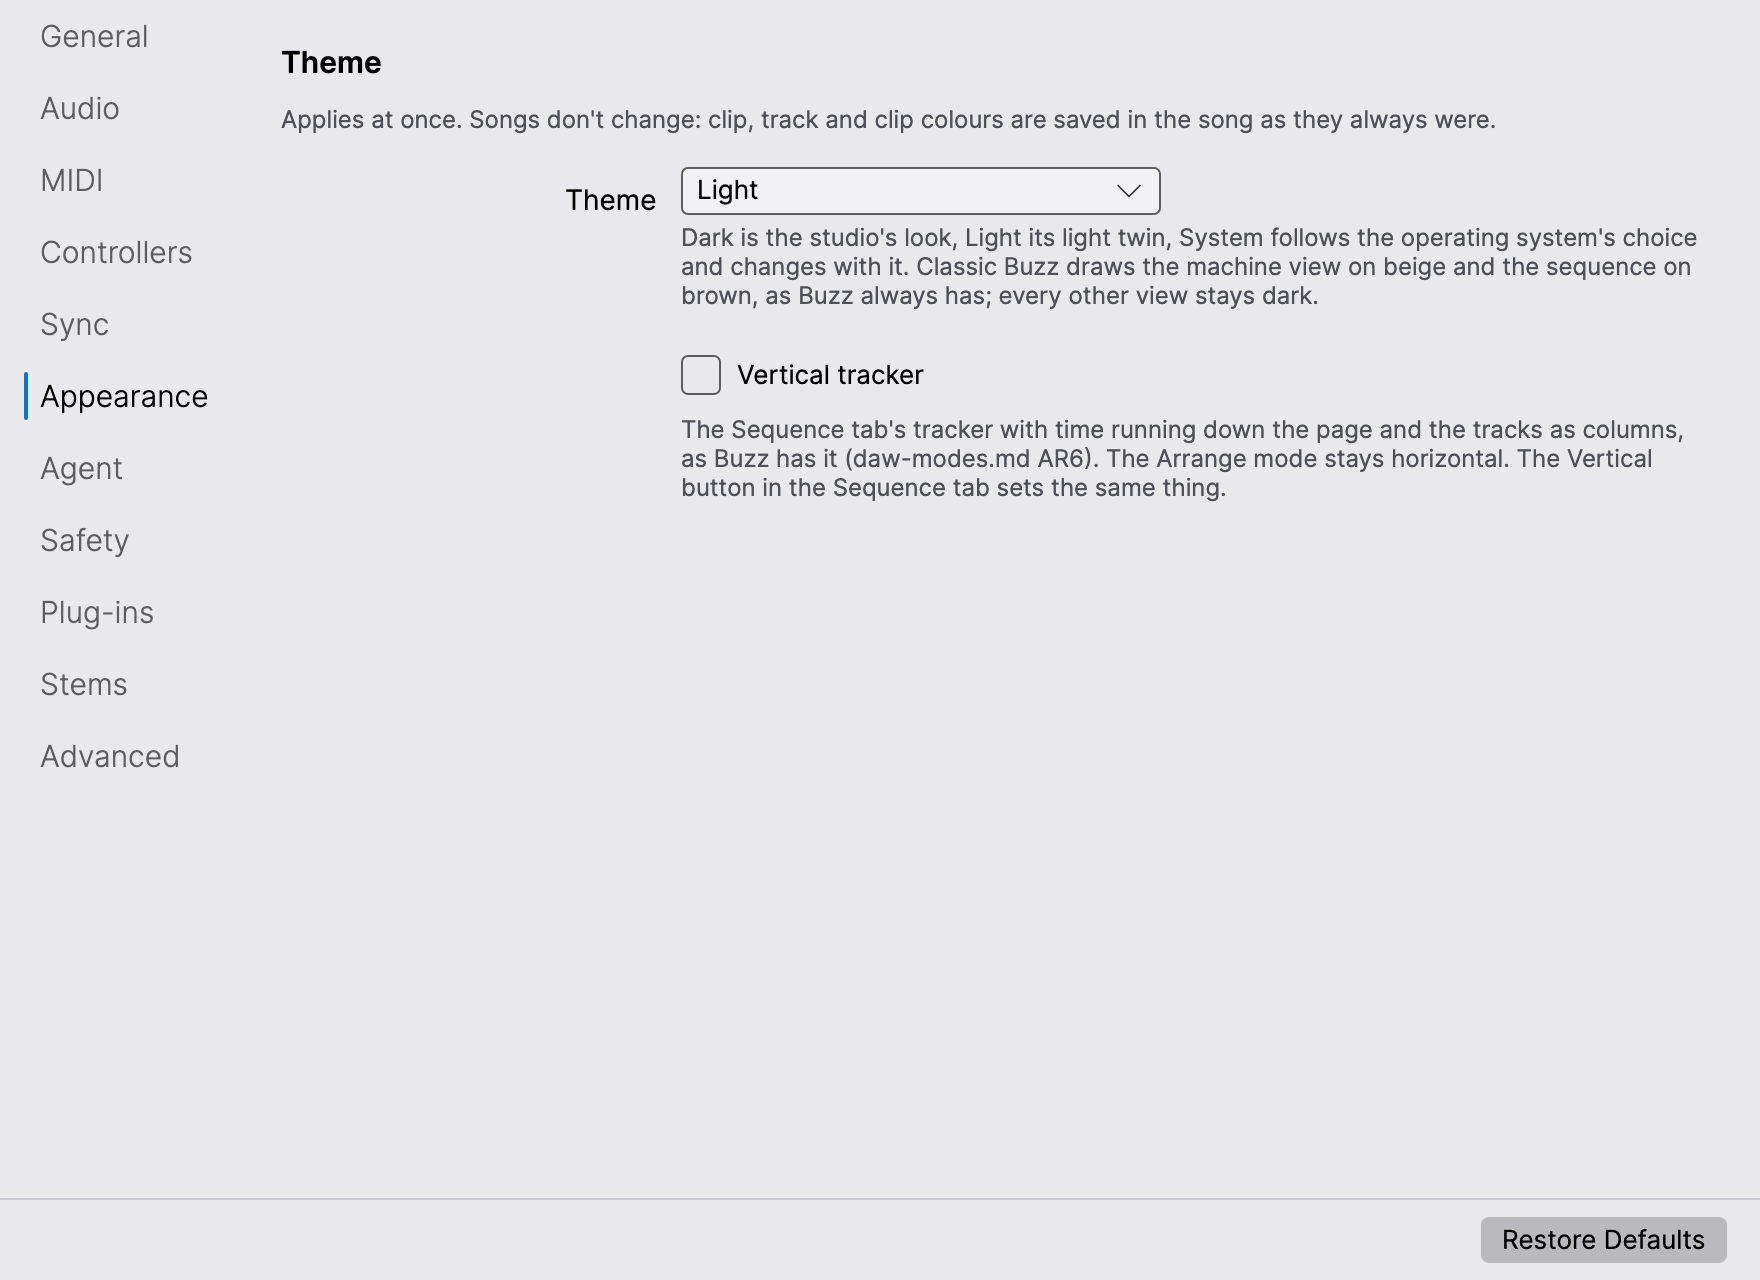 General
Audio
MIDI
Controllers
Sync
Appearance
Agent
Safety
Plug-ins
Stems
Advanced
Theme
Applies at once. Songs don't change: clip, track and clip colours are saved in the song as they always were.
Theme
Light
Dark is the studio's look, Light its light twin, System follows the operating system's choice
and changes with it. Classic Buzz draws the machine view on beige and the sequence on
brown, as Buzz always has; every other view stays dark.
Vertical tracker
The Sequence tab's tracker with time running down the page and the tracks as columns,
as Buzz has it (daw-modes.md AR6). The Arrange mode stays horizontal. The Vertical
button in the Sequence tab sets the same thing.
Restore Defaults